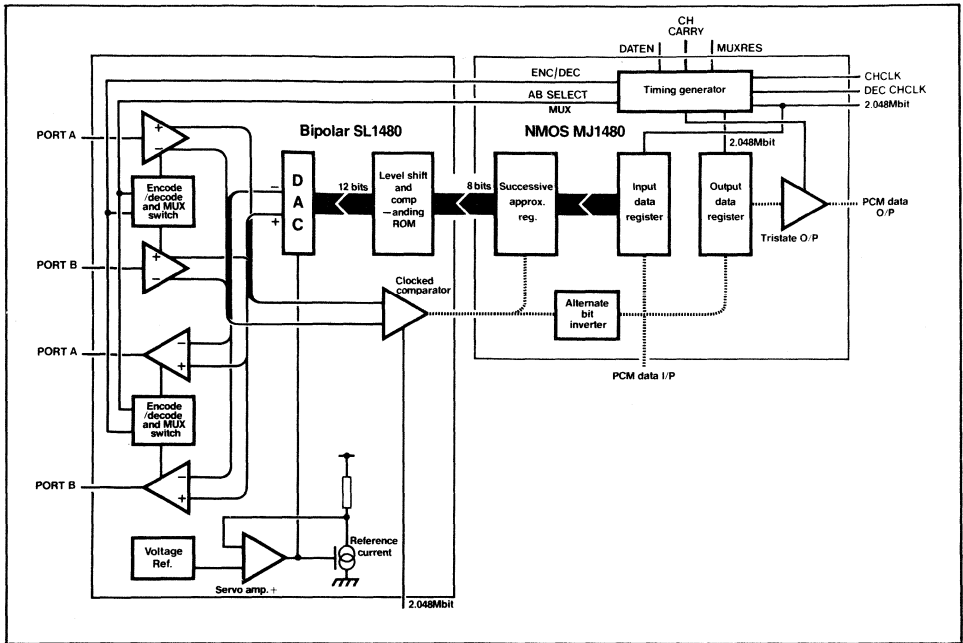 CH
CARRY
DATEN
MUXRES
ENC/DEC
AB SELECT
MUX
Timing generator
CHCLK
DEC CHCLK
2.048Mbit
2.048Mbit
Bipolar SL1480
NMOS MJ1480
PORT A
+
−
Encode
/decode
and MUX
switch
PORT B
+
−
−
+
D
A
C
12 bits
Level shift
and
comp
–anding
ROM
8 bits
Successive
approx.
reg.
Input
data
register
Output
data
register
Tristate O/P
PCM data
O/P
Clocked
comparator
Alternate
bit
inverter
PCM data I/P
PORT A
−
+
Encode
/decode
and MUX
switch
PORT B
−
+
Voltage
Ref.
Servo amp. +
Reference
current
2.048Mbit